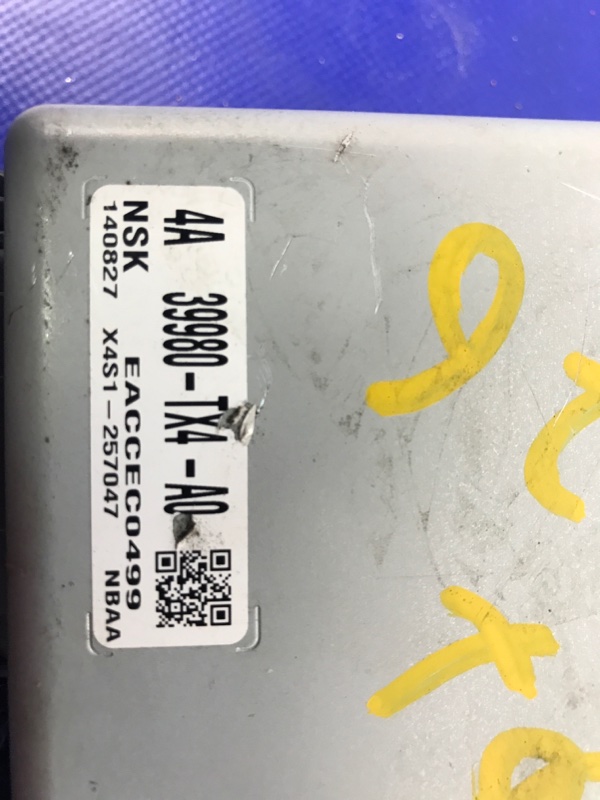 4A 39980-TX4-A0
NSK EACCEC0499
140827 X4S1-257047 NBAA